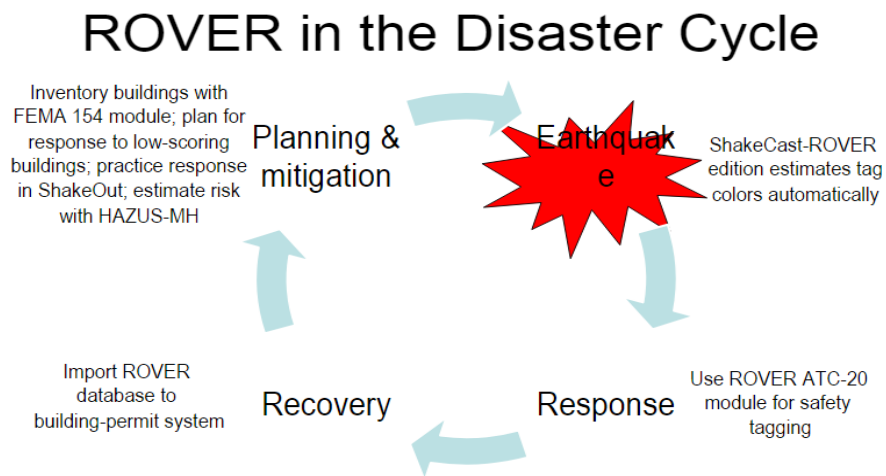 ROVER in the Disaster Cycle
Inventory buildings with
FEMA 154 module; plan for
response to low-scoring
buildings; practice response
in ShakeOut; estimate risk
with HAZUS-MH
Planning &
mitigation
Earthquak
e
ShakeCast-ROVER
edition estimates tag
colors automatically
Import ROVER
database to
building-permit system
Recovery
Response
Use ROVER ATC-20
module for safety
tagging